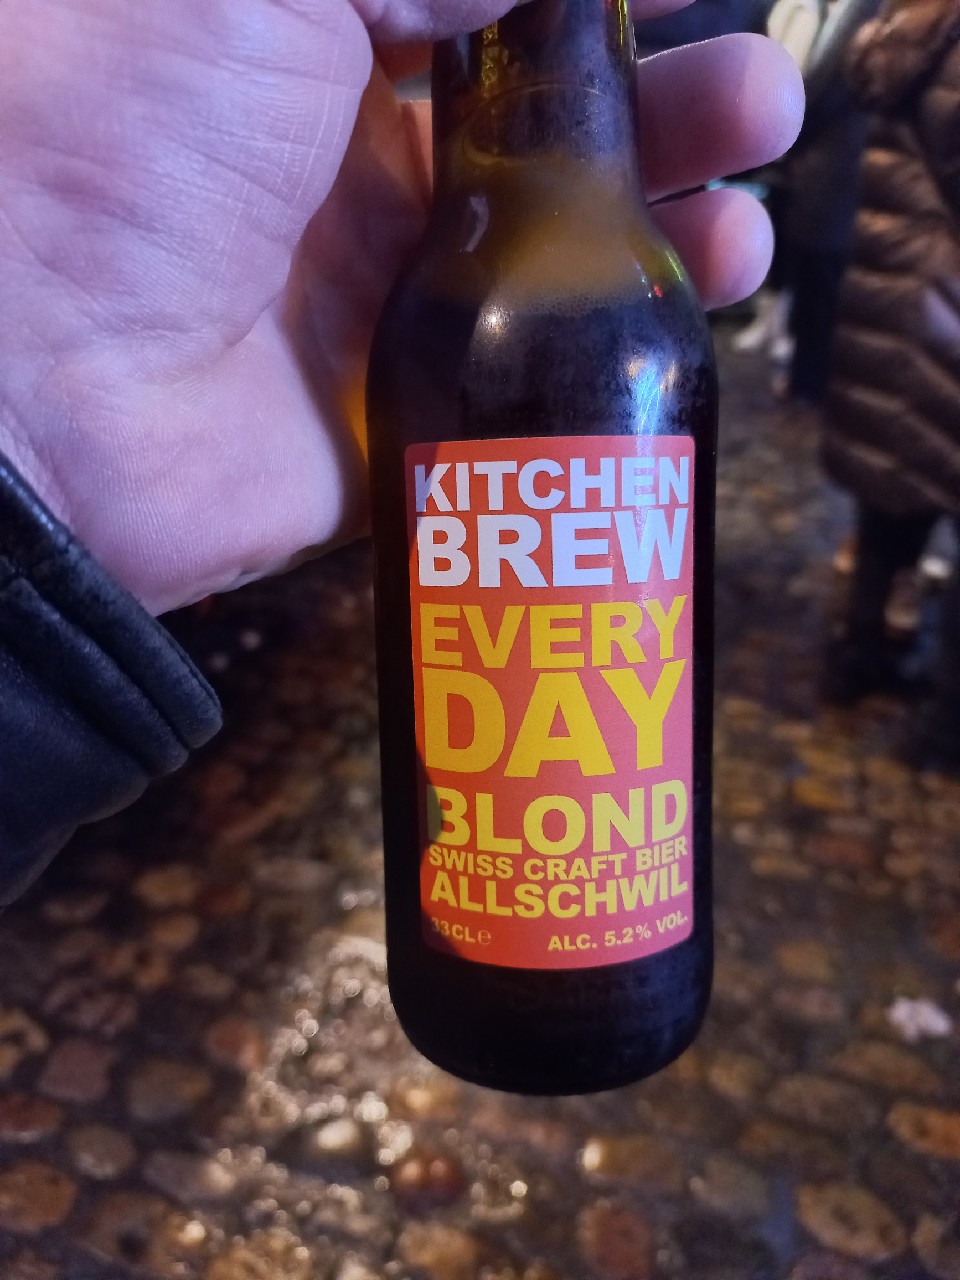 KITCHEN
BREW
EVERY
DAY
BLOND
SWISS CRAFT BIER
ALLSCHWIL
33CL℮ ALC. 5.2% VOL.